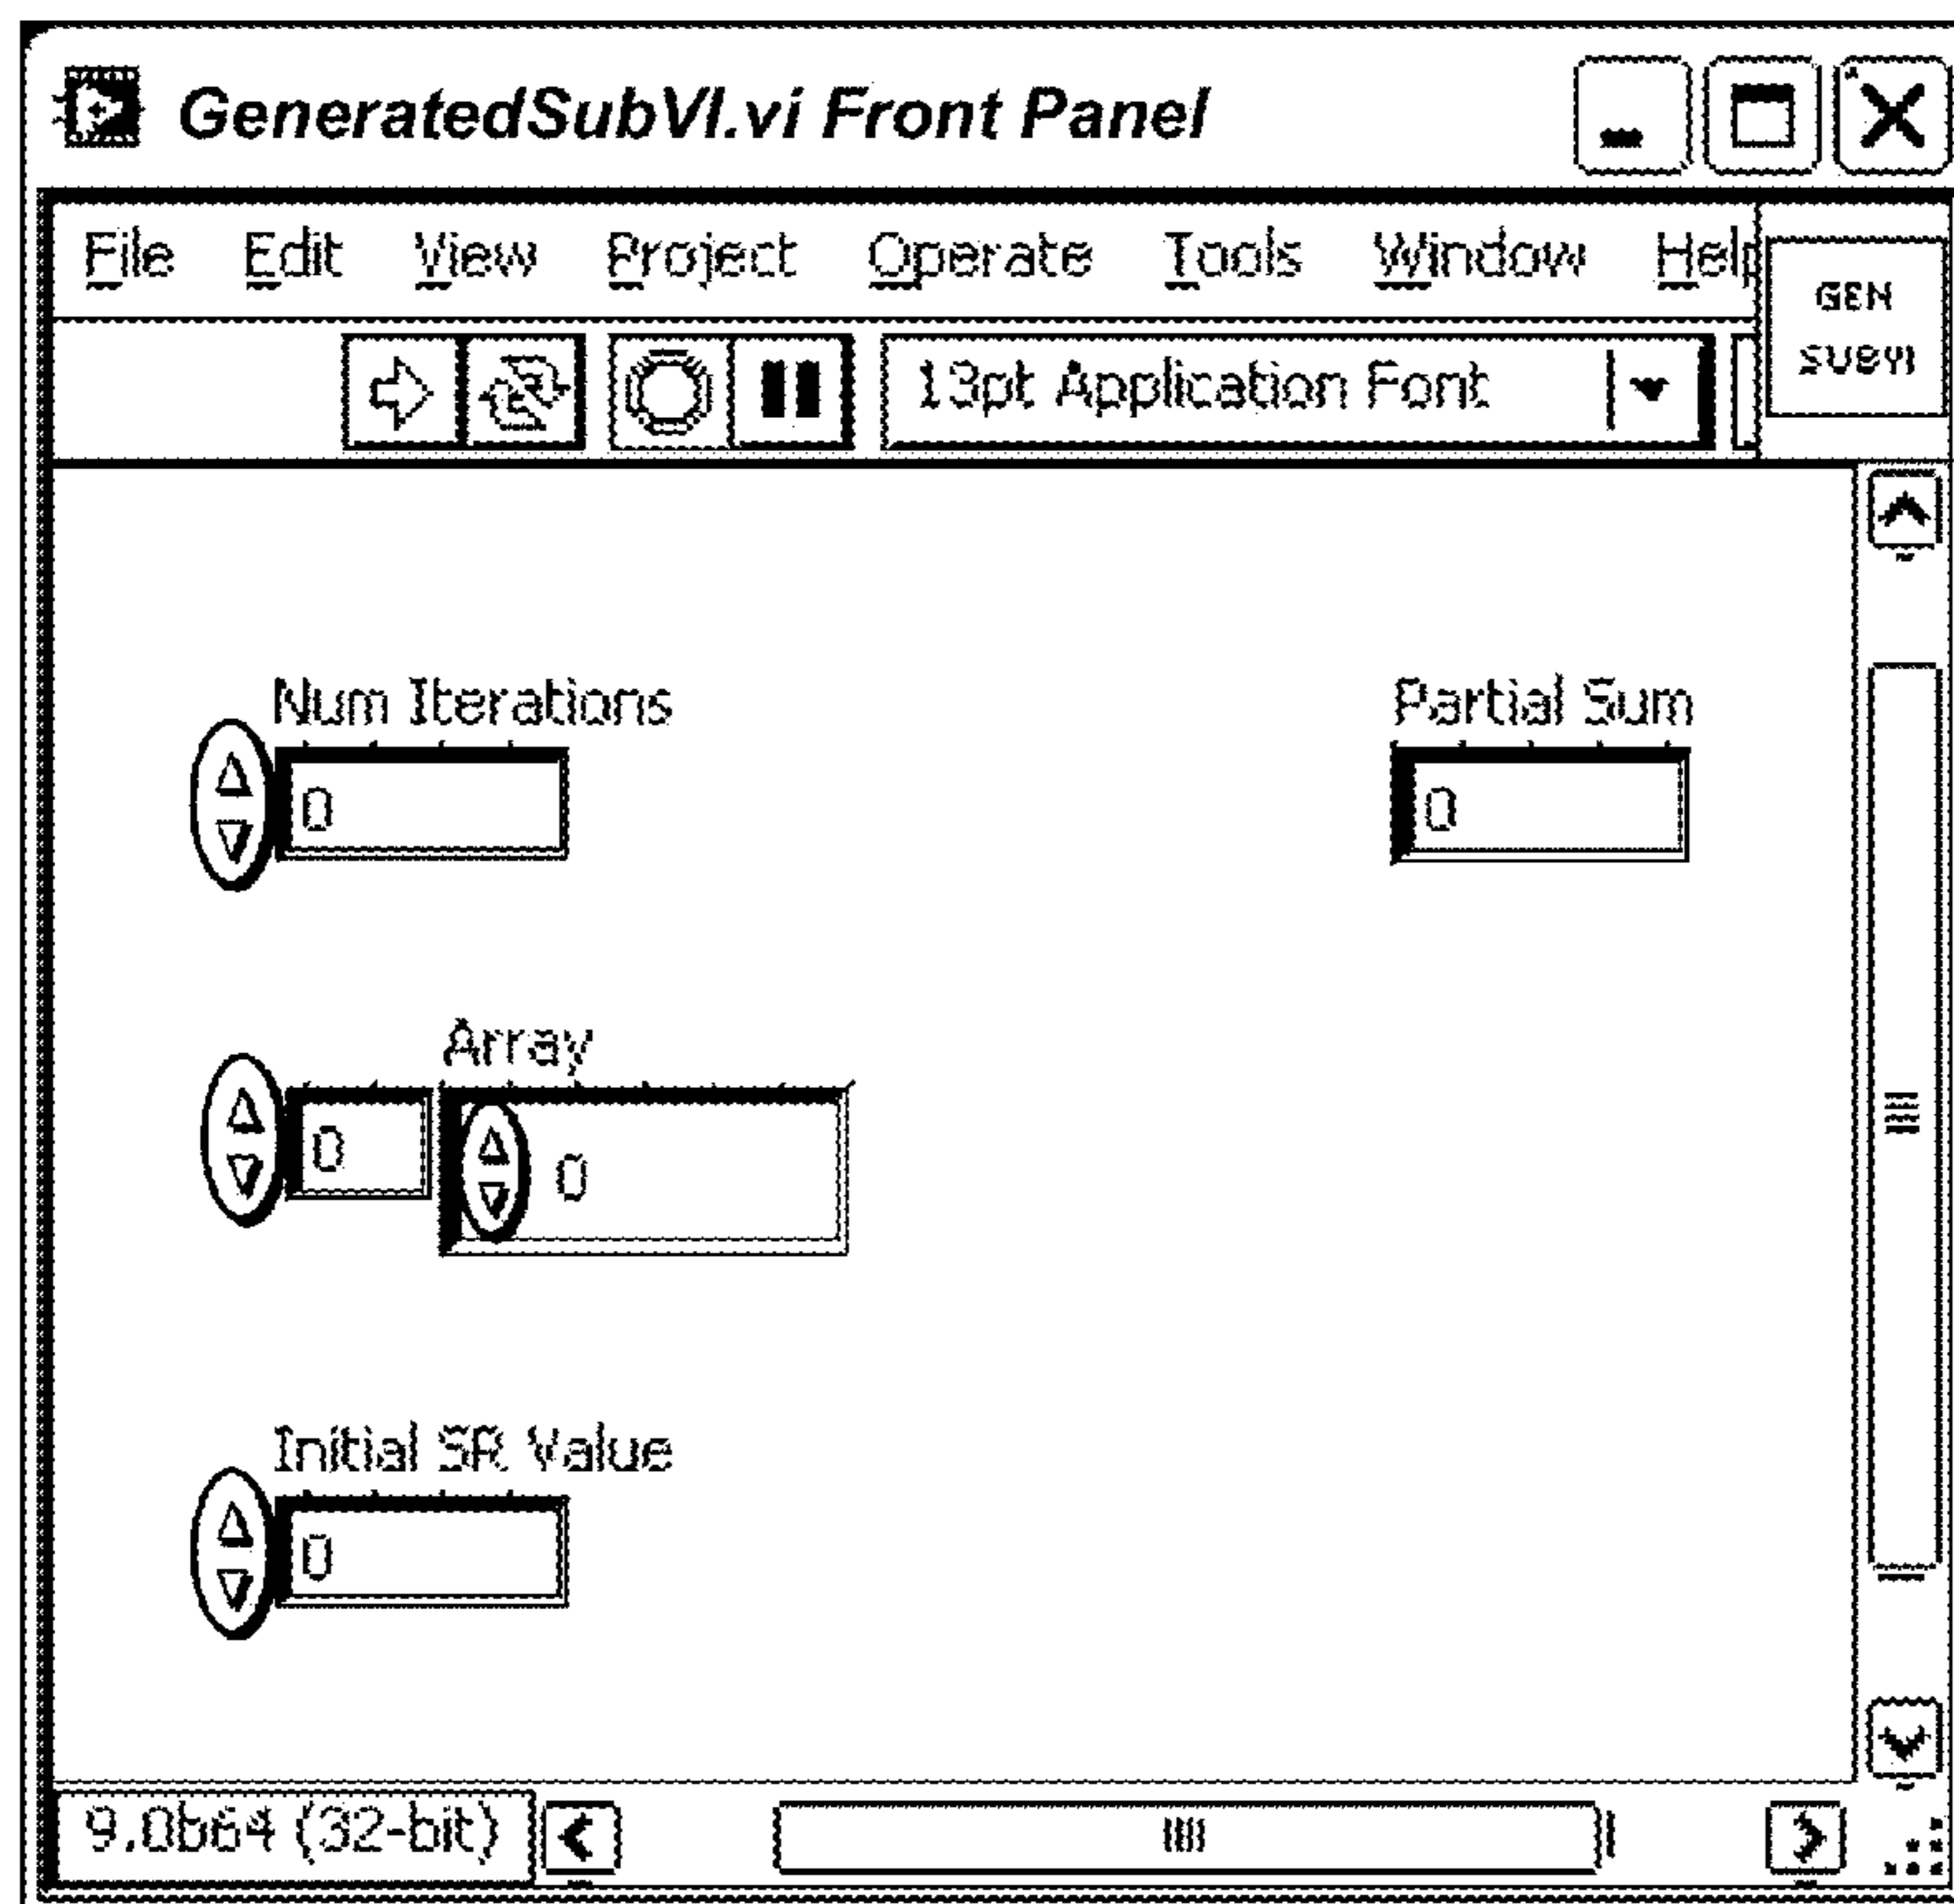 GeneratedSubVI.vi Front Panel
File Edit View Project Operate Tools Window Help
GEN
SUBVI
13pt Application Font
Num Iterations
Partial Sum
0
0
Array
0
0
Initial SR Value
0
9.0b64 (32-bit)